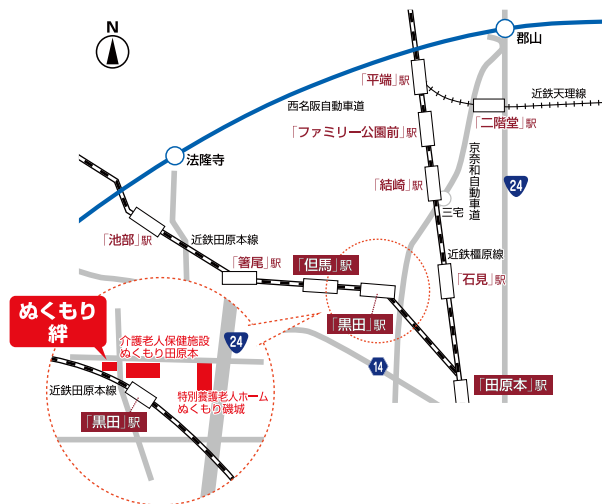 N
郡山
「平端」駅
近鉄天理線
西名阪自動車道
「二階堂」駅
「ファミリー公園前」駅
京奈和自動車道
法隆寺
「結崎」駅
24
三宅
「池部」駅
近鉄田原本線
近鉄橿原線
「箸尾」駅
「但馬」駅
「石見」駅
ぬくもり
絆
「黒田」駅
介護老人保健施設
ぬくもり田原本
24
14
近鉄田原本線
特別養護老人ホーム
ぬくもり磯城
「田原本」駅
「黒田」駅